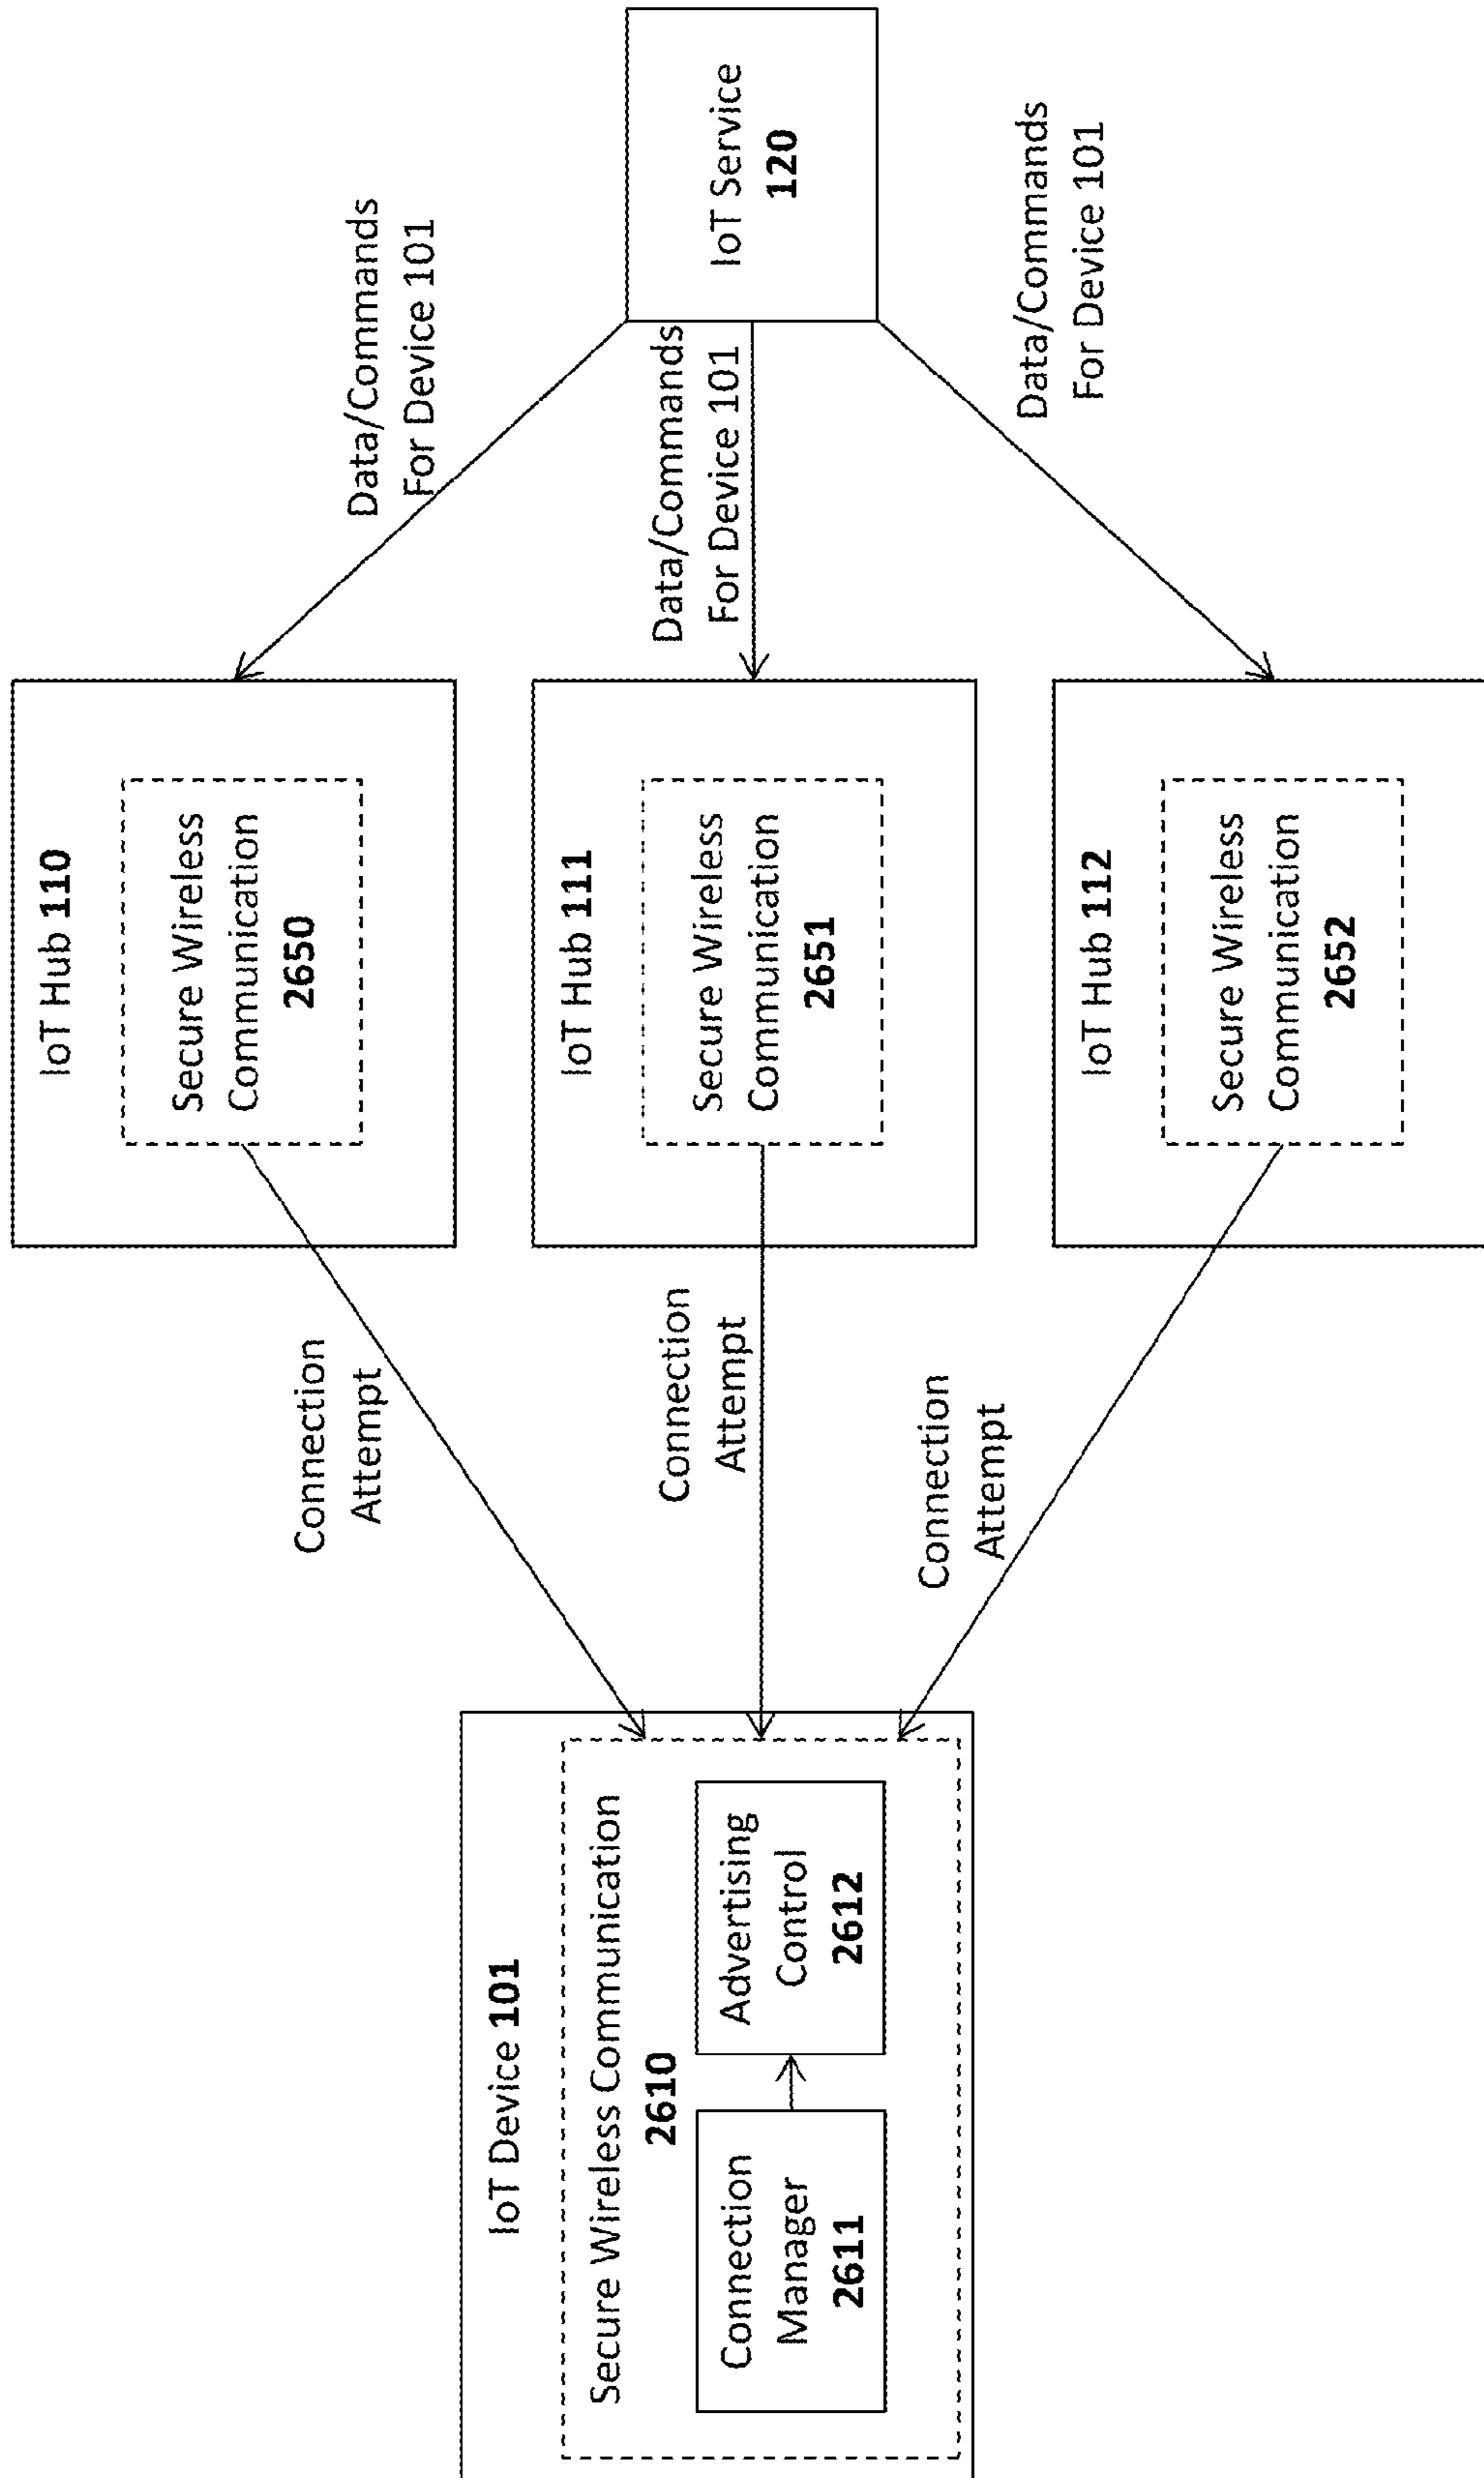 IoT Device 101
Secure Wireless Communication
2610
Connection
Manager
2611
Advertising
Control
2612
Connection
Attempt
Connection
Attempt
Connection
Attempt
IoT Hub 110
Secure Wireless
Communication
2650
IoT Hub 111
Secure Wireless
Communication
2651
IoT Hub 112
Secure Wireless
Communication
2652
Data/Commands
For Device 101
Data/Commands
For Device 101
Data/Commands
For Device 101
IoT Service
120